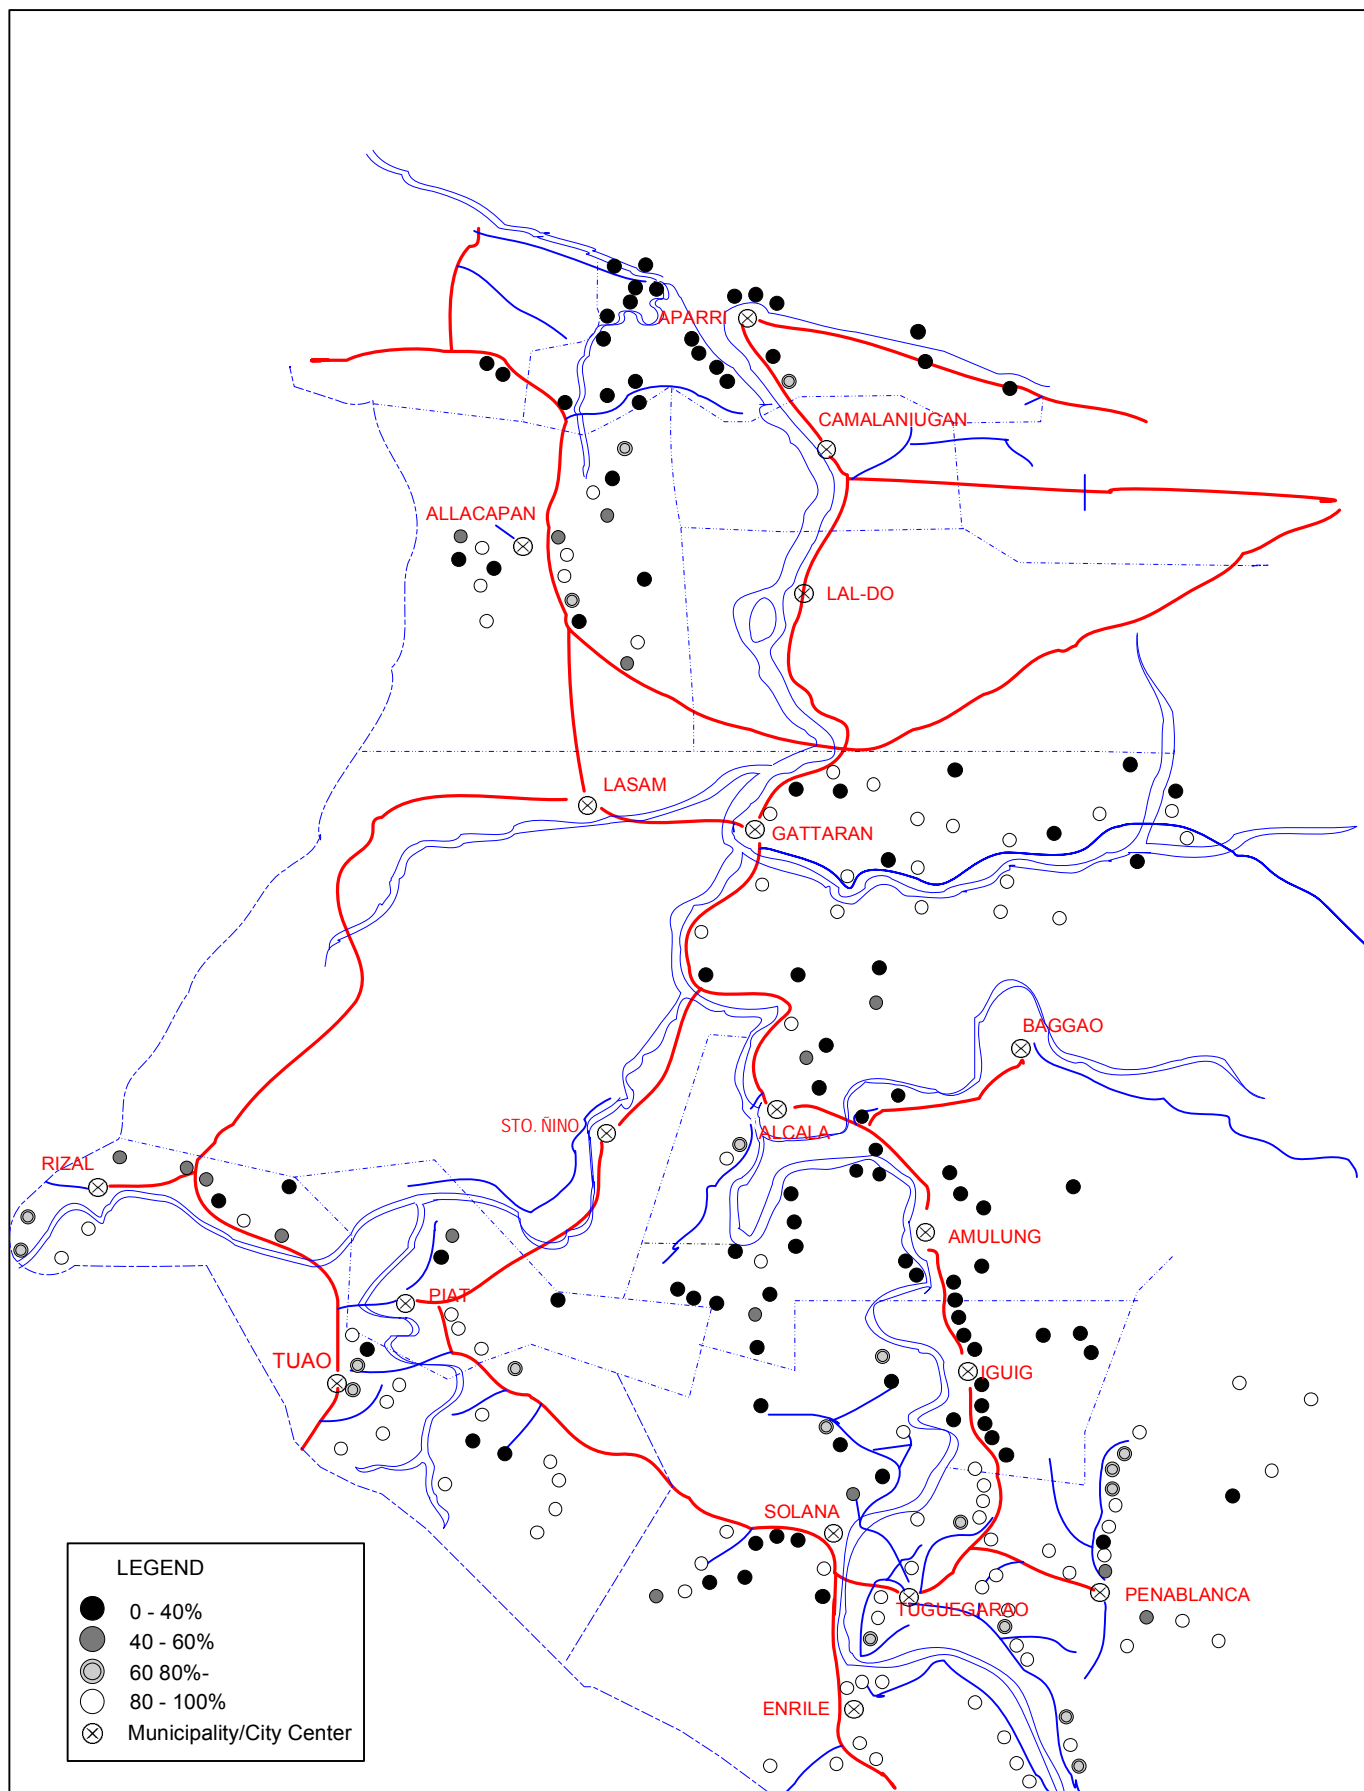 APARRI
CAMALANIUGAN
ALLACAPAN
LAL-DO
LASAM
GATTARAN
BAGGAO
STO. ÑINO
ALCALA
RIZAL
AMULUNG
PIAT
TUAO
IGUIG
SOLANA
PENABLANCA
TUGUEGARAO
ENRILE
LEGEND
0 - 40%
40 - 60%
60 80%-
80 - 100%
Municipality/City Center